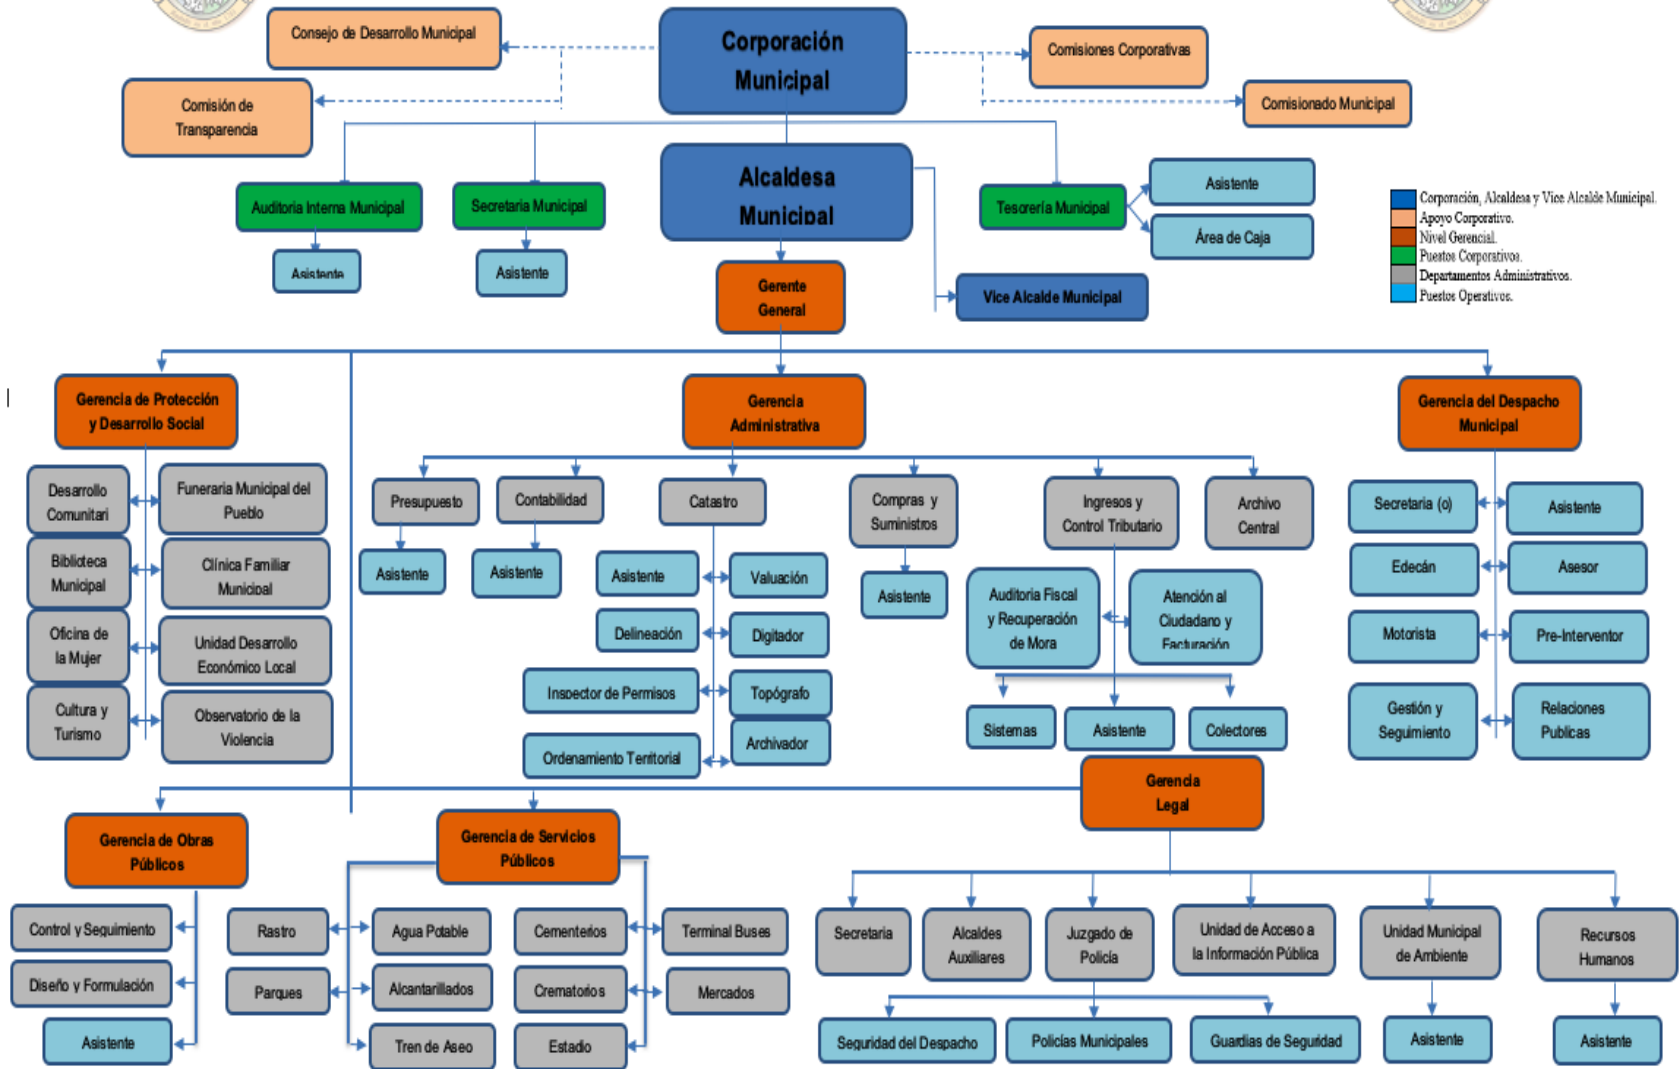 Consejo de Desarrollo Municipal
Corporación
Municipal
Comisiones Corporativas
Comisión de
Transparencia
Comisionado Municipal
Alcaldesa
Municipal
Auditoria Interna Municipal
Secretaria Municipal
Tesorería Municipal
Asistente
Área de Caja
Asistente
Asistente
Corporación, Alcaldesa y Vice Alcalde Municipal.
Apoyo Corporativo.
Nivel Gerencial.
Puestos Corporativos.
Departamentos Administrativos.
Puestos Operativos.
Gerente
General
Vice Alcalde Municipal
Gerencia de Protección
y Desarrollo Social
Gerencia
Administrativa
Gerencia del Despacho
Municipal
Desarrollo
Comunitari
Funeraria Municipal del
Pueblo
Biblioteca
Municipal
Clínica Familiar
Municipal
Oficina de
la Mujer
Unidad Desarrollo
Económico Local
Cultura y
Turismo
Observatorio de la
Violencia
Presupuesto
Contabilidad
Catastro
Compras y
Suministros
Ingresos y
Control Tributario
Archivo
Central
Asistente
Asistente
Asistente
Valuación
Delineación
Digitador
Inspector de Permisos
Topógrafo
Ordenamiento Territorial
Archivador
Asistente
Auditoria Fiscal
y Recuperación
de Mora
Atención al
Ciudadano y
Facturación
Sistemas
Asistente
Colectores
Secretaria (o)
Asistente
Edecán
Asesor
Motorista
Pre-Interventor
Gestión y
Seguimiento
Relaciones
Publicas
Gerencia
Legal
Gerencia de Obras
Públicos
Gerencia de Servicios
Públicos
Control y Seguimiento
Diseño y Formulación
Asistente
Rastro
Agua Potable
Parques
Alcantarillados
Tren de Aseo
Cementerios
Terminal Buses
Crematorios
Mercados
Estadio
Secretaria
Alcaldes
Auxiliares
Juzgado de
Policía
Unidad de Acceso a
la Información Pública
Unidad Municipal
de Ambiente
Recursos
Humanos
Seguridad del Despacho
Policías Municipales
Guardias de Seguridad
Asistente
Asistente